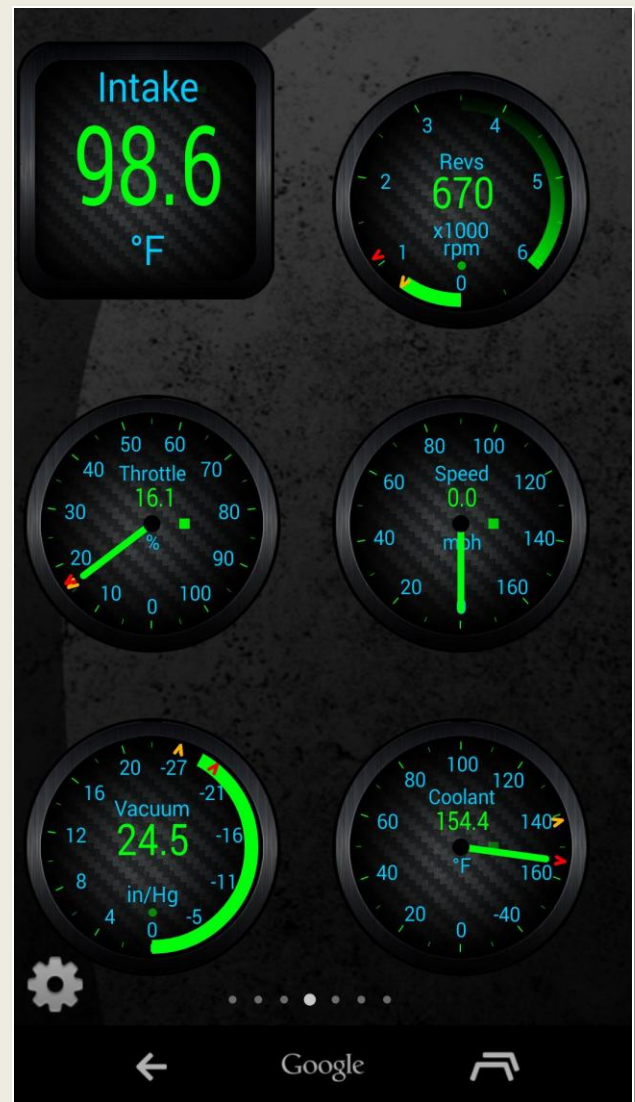 Intake
98.6
°F
3 4
2 5
1 6
0
Revs
670
x1000
rpm
50 60
40 70
30 80
20 90
10 100
0
Throttle
16.1
%
80 100
60 120
40 140
20 160
Speed
0.0
mph
20 -27
16 -21
12 -16
8 -11
4 -5
0
Vacuum
24.5
in/Hg
100
80 120
60 140
40 160
20 -40
0
Coolant
154.4
°F
Google